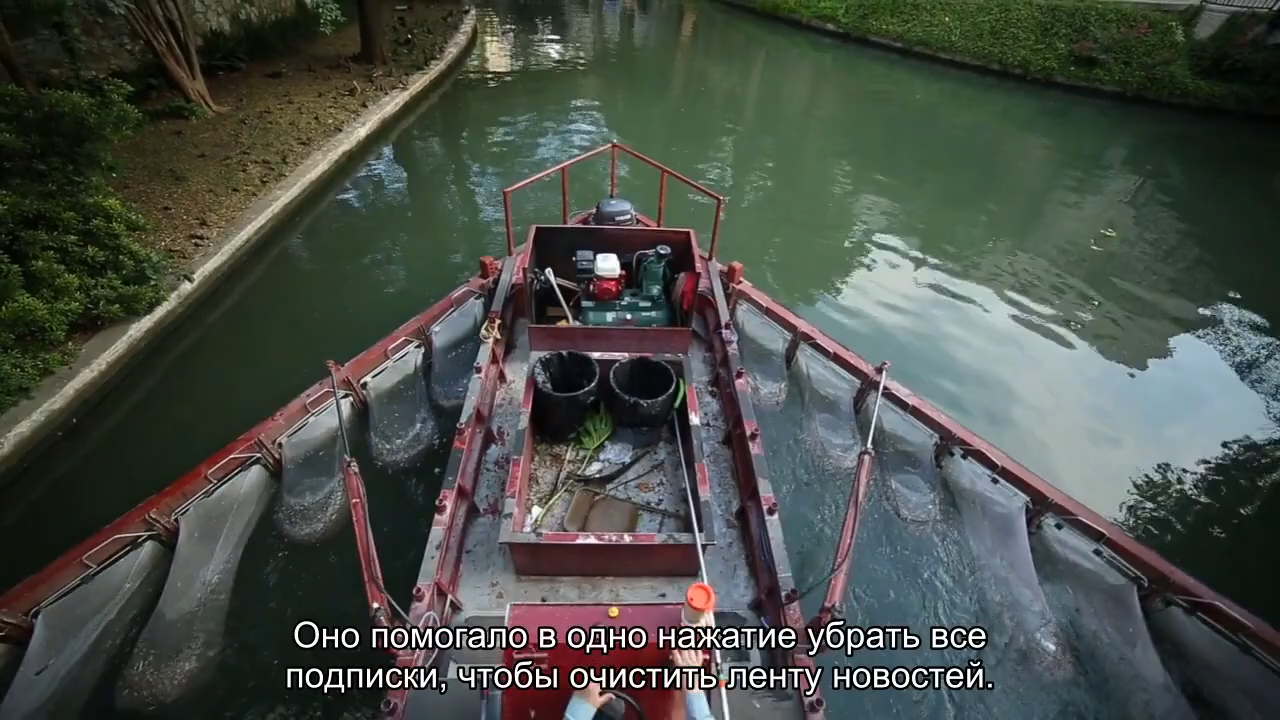 Оно помогало в одно нажатие убрать все
подписки, чтобы очистить ленту новостей.